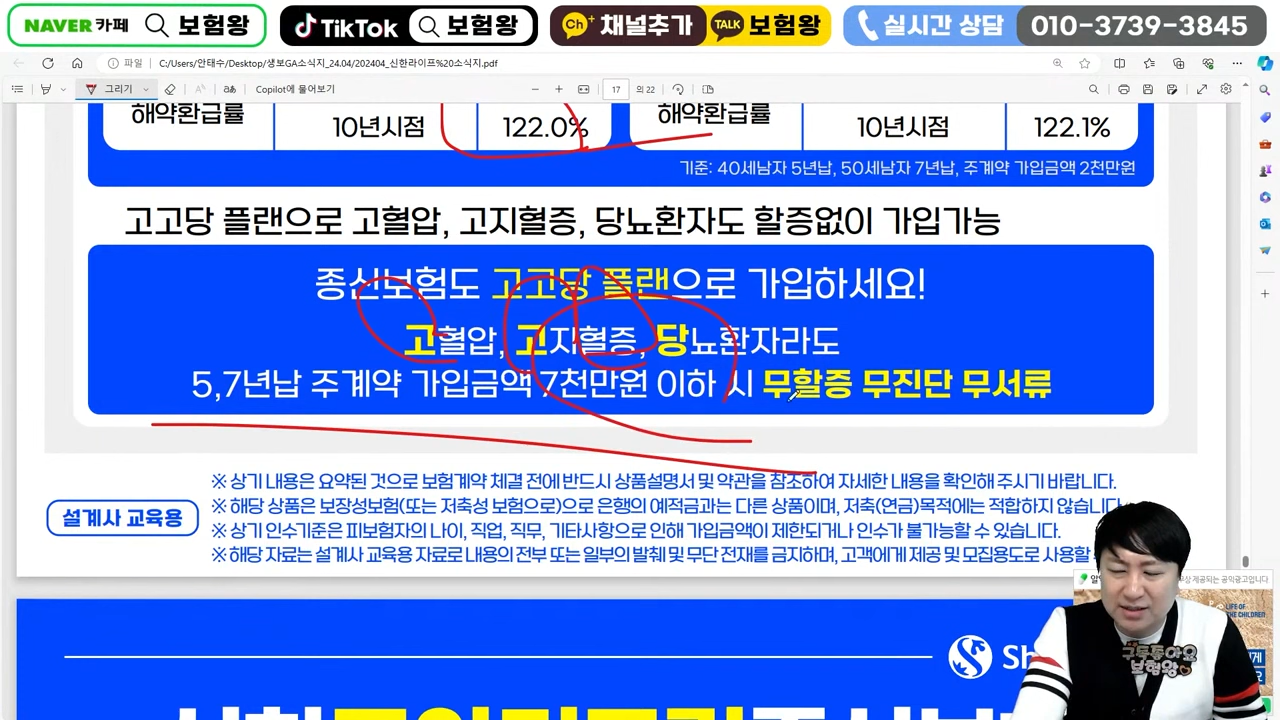 NAVER 카페 보험왕
TikTok 보험왕
Ch+ 채널추가 TALK 보험왕
실시간 상담 010-3739-3845
파일 C:/Users/안태수/Desktop/생보GA소식지_24.04/202404_신한라이프%20소식지.pdf
그리기 Copilot에 물어보기 17 의 22
해약환급률 10년시점 122.0% 해약환급률 10년시점 122.1%
기준: 40세남자 5년납, 50세남자 7년납, 주계약 가입금액 2천만원
고고당 플랜으로 고혈압, 고지혈증, 당뇨환자도 할증없이 가입가능
종신보험도 고고당 플랜으로 가입하세요!
고혈압, 고지혈증, 당뇨환자라도
5,7년납 주계약 가입금액 7천만원 이하 시 무할증 무진단 무서류
설계사 교육용
※ 상기 내용은 요약된 것으로 보험계약 체결 전에 반드시 상품설명서 및 약관을 참조하여 자세한 내용을 확인해 주시기 바랍니다.
※ 해당 상품은 보장성보험(또는 저축성 보험으로)으로 은행의 예적금과는 다른 상품이며, 저축(연금)목적에는 적합하지 않습니다
※ 상기 인수기준은 피보험자의 나이, 직업, 직무, 기타사항으로 인해 가입금액이 제한되거나 인수가 불가능할 수 있습니다.
※ 해당 자료는 설계사 교육용 자료로 내용의 전부 또는 일부의 발췌 및 무단 전재를 금지하며, 고객에게 제공 및 모집용도로 사용할
제공되는 공익광고입니다
LIFE OF
THE CHILDREN
구독좋아요
보험왕
Sh